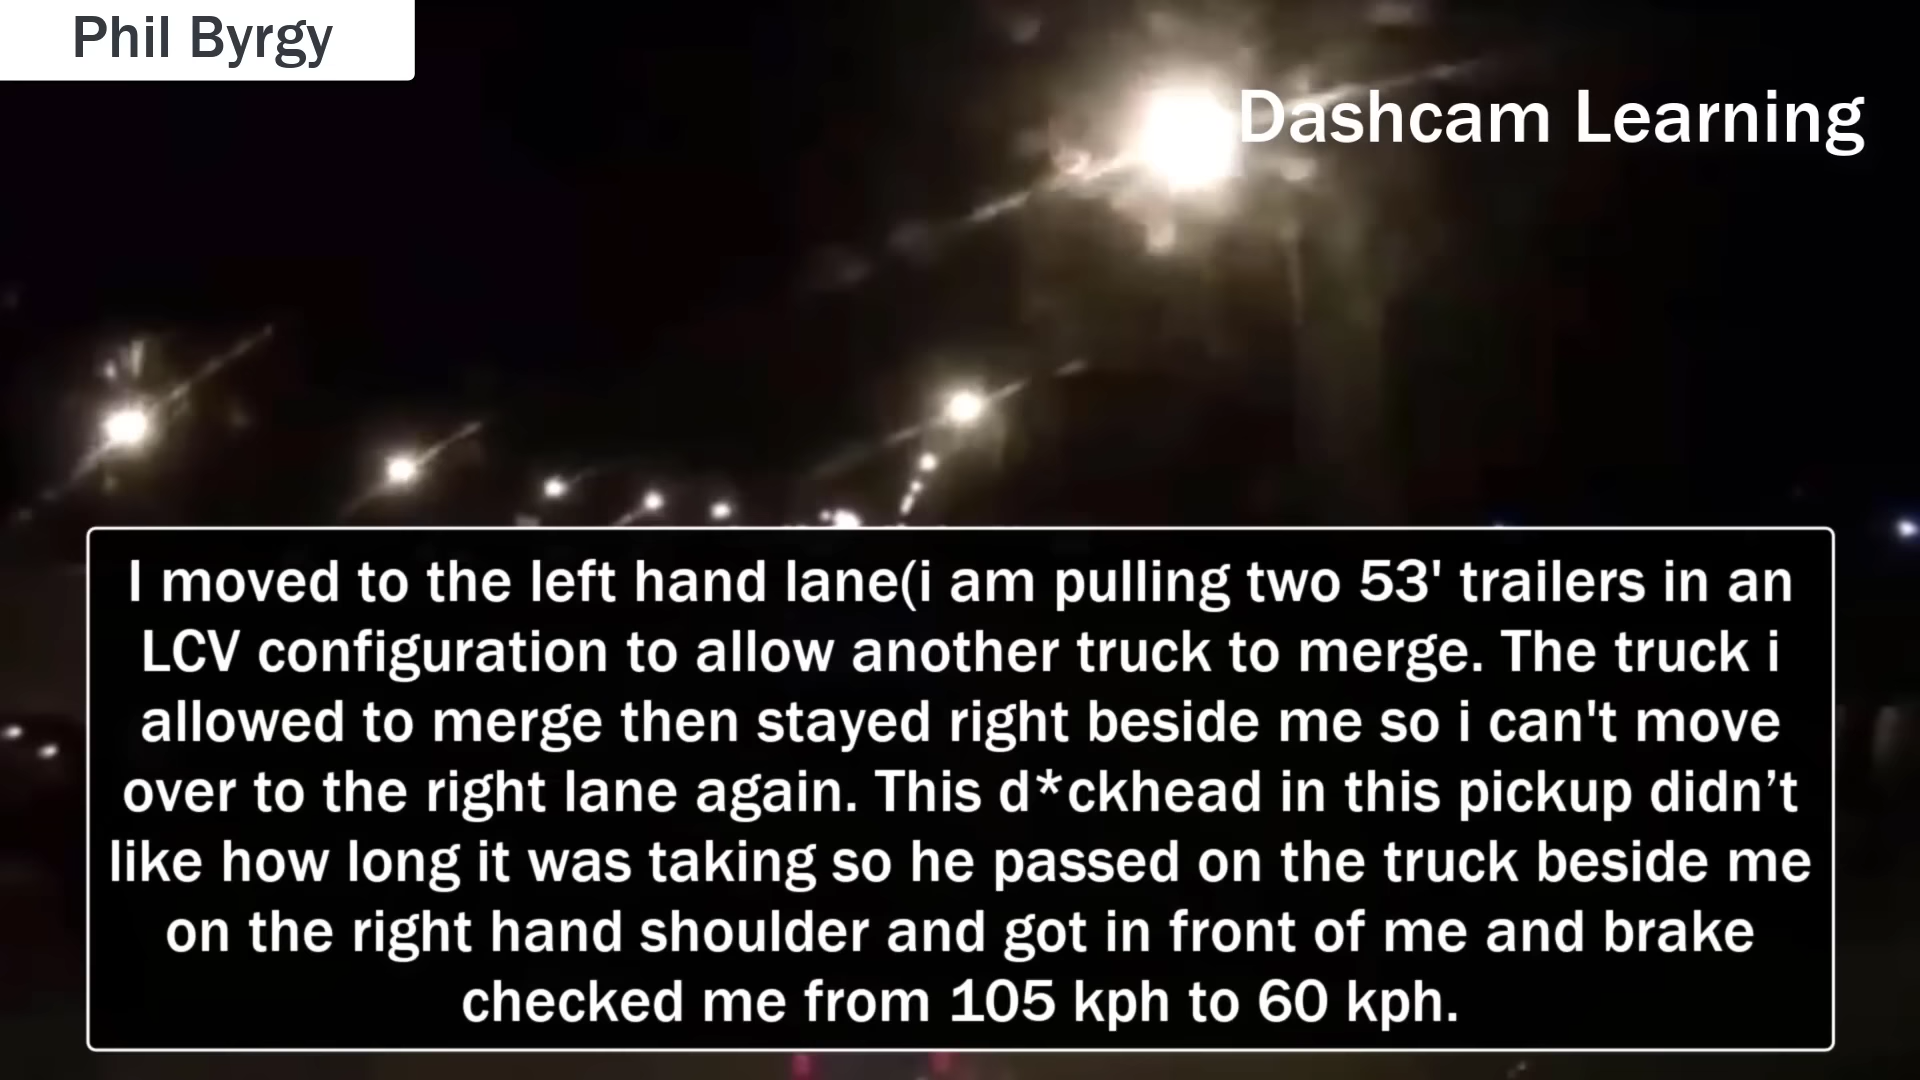 Phil Byrgy
Dashcam Learning
I moved to the left hand lane(i am pulling two 53' trailers in an
LCV configuration to allow another truck to merge. The truck i
allowed to merge then stayed right beside me so i can't move
over to the right lane again. This d*ckhead in this pickup didn’t
like how long it was taking so he passed on the truck beside me
on the right hand shoulder and got in front of me and brake
checked me from 105 kph to 60 kph.